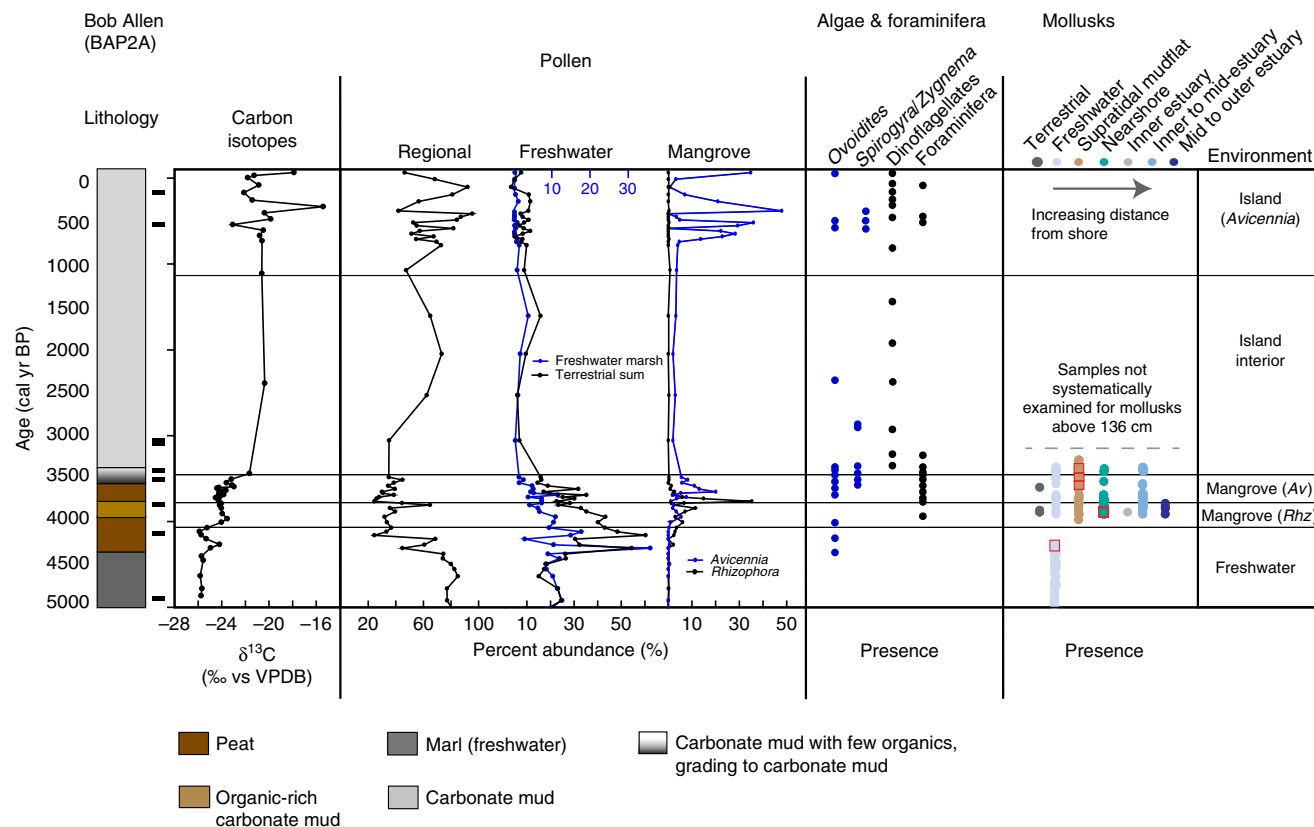 Bob Allen
(BAP2A)
Algae & foraminifera
Mollusks
Pollen
Lithology
Carbon
isotopes
Regional
Freshwater
Mangrove
Ovoidites
Spirogyra/Zygnema
Dinoflagellates
Foraminifera
Terrestrial
Freshwater
Supratidal mudflat
Nearshore
Inner estuary
Inner to mid-estuary
Mid to outer estuary
Environment
10 20 30
Age (cal yr BP)
0
500
1000
1500
2000
2500
3000
3500
4000
4500
5000
Increasing distance
from shore
Island
(Avicennia)
Island
interior
Freshwater marsh
Terrestrial sum
Samples not
systematically
examined for mollusks
above 136 cm
Mangrove (Av)
Mangrove (Rhz)
Freshwater
Avicennia
Rhizophora
−28 −24 −20 −16
20 60 100
10 30 50
10 30 50
δ13C
(‰ vs VPDB)
Percent abundance (%)
Presence
Presence
Peat
Marl (freshwater)
Carbonate mud with few organics,
grading to carbonate mud
Organic-rich
carbonate mud
Carbonate mud